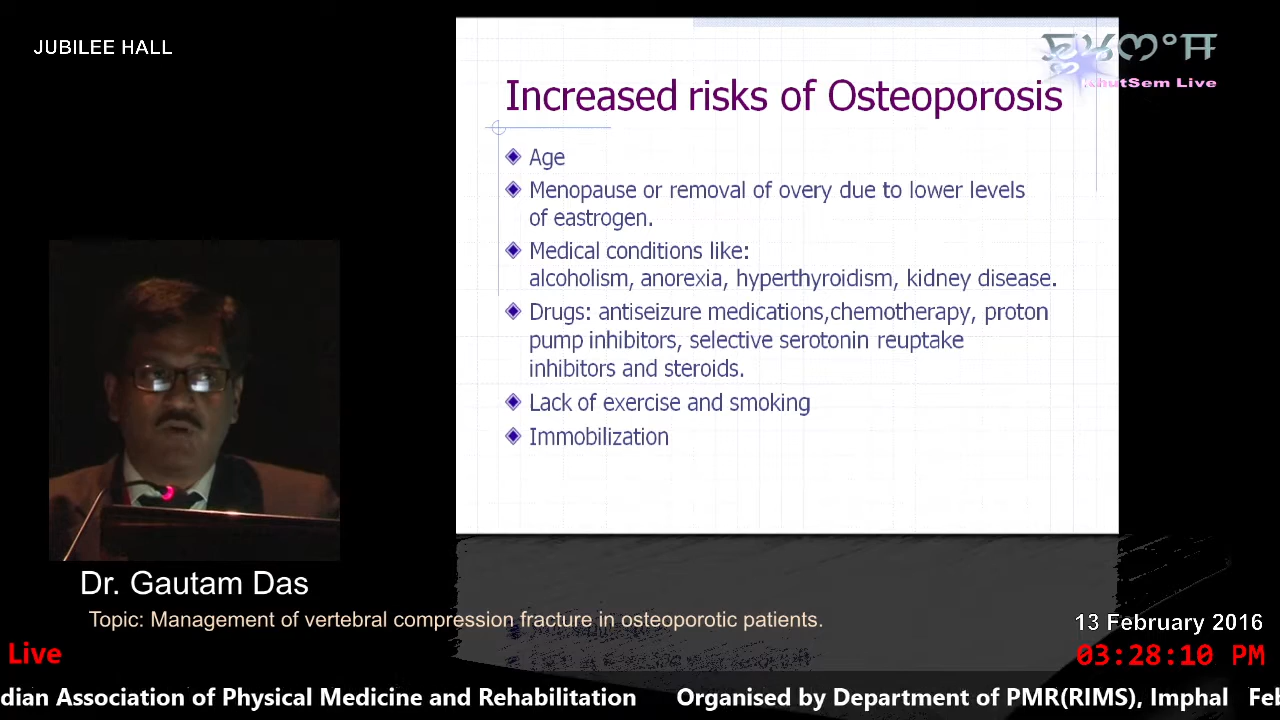 JUBILEE HALL
KhutSem Live
Increased risks of Osteoporosis
Age
Menopause or removal of overy due to lower levels
of eastrogen.
Medical conditions like:
alcoholism, anorexia, hyperthyroidism, kidney disease.
Drugs: antiseizure medications,chemotherapy, proton
pump inhibitors, selective serotonin reuptake
inhibitors and steroids.
Lack of exercise and smoking
Immobilization
Dr. Gautam Das
Topic: Management of vertebral compression fracture in osteoporotic patients.
13 February 2016
Live
03:28:10 PM
dian Association of Physical Medicine and Rehabilitation Organised by Department of PMR(RIMS), Imphal Feb